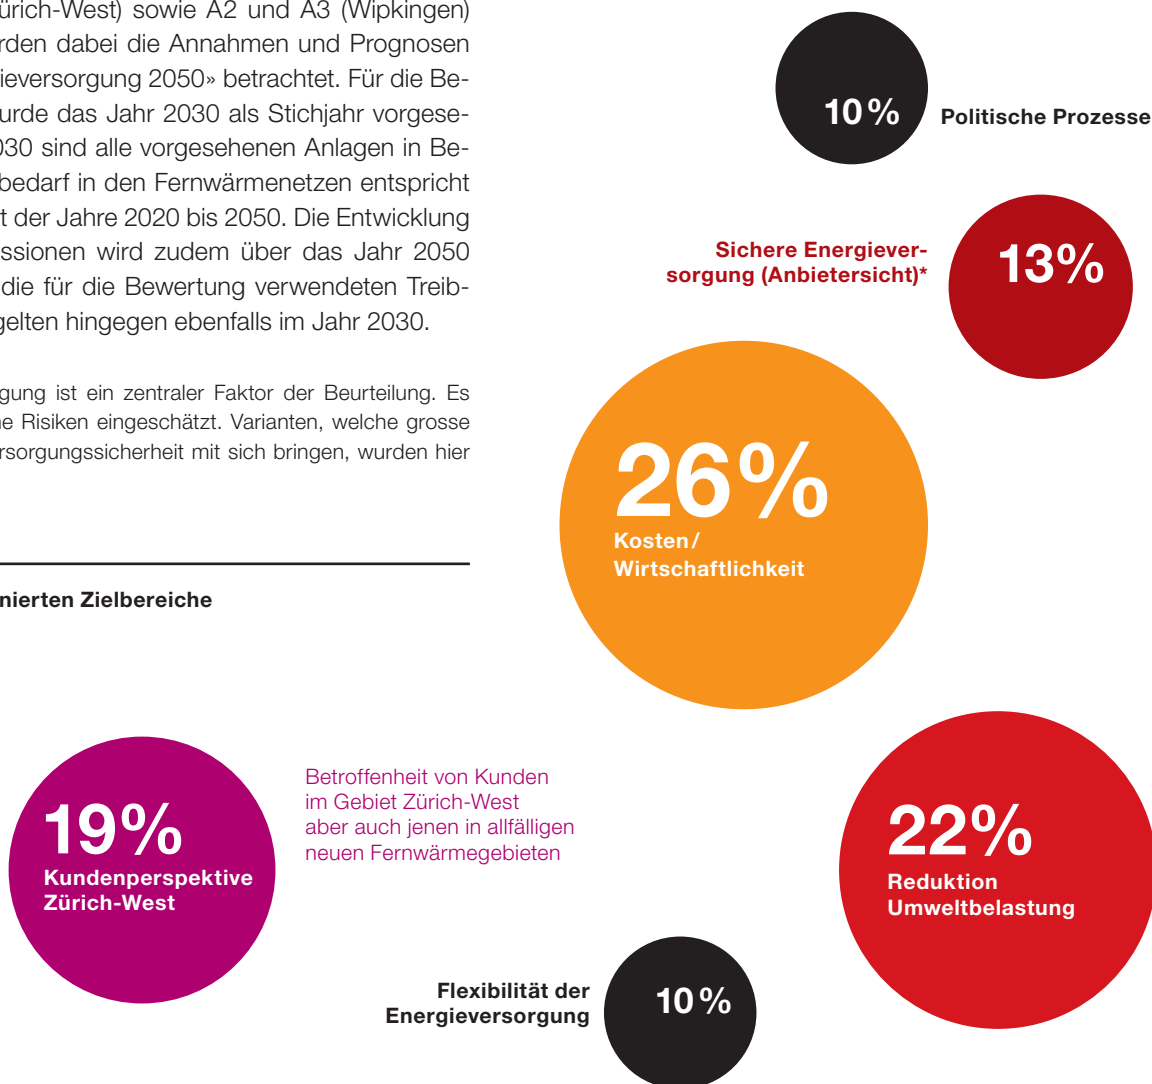 ürich-West) sowie A2 und A3 (Wipkingen)
rden dabei die Annahmen und Prognosen
ieversorgung 2050» betrachtet. Für die Be-
urde das Jahr 2030 als Stichjahr vorgese-
030 sind alle vorgesehenen Anlagen in Be-
bedarf in den Fernwärmenetzen entspricht
t der Jahre 2020 bis 2050. Die Entwicklung
ssionen wird zudem über das Jahr 2050
die für die Bewertung verwendeten Treib-
gelten hingegen ebenfalls im Jahr 2030.
gung ist ein zentraler Faktor der Beurteilung. Es
ne Risiken eingeschätzt. Varianten, welche grosse
ersorgungssicherheit mit sich bringen, wurden hier
nierten Zielbereiche
10%
Politische Prozesse
Sichere Energiever-
sorgung (Anbietersicht)*
13%
26%
Kosten/
Wirtschaftlichkeit
19%
Kundenperspektive
Zürich-West
Betroffenheit von Kunden
im Gebiet Zürich-West
aber auch jenen in allfälligen
neuen Fernwärmegebieten
22%
Reduktion
Umweltbelastung
Flexibilität der
Energieversorgung
10%